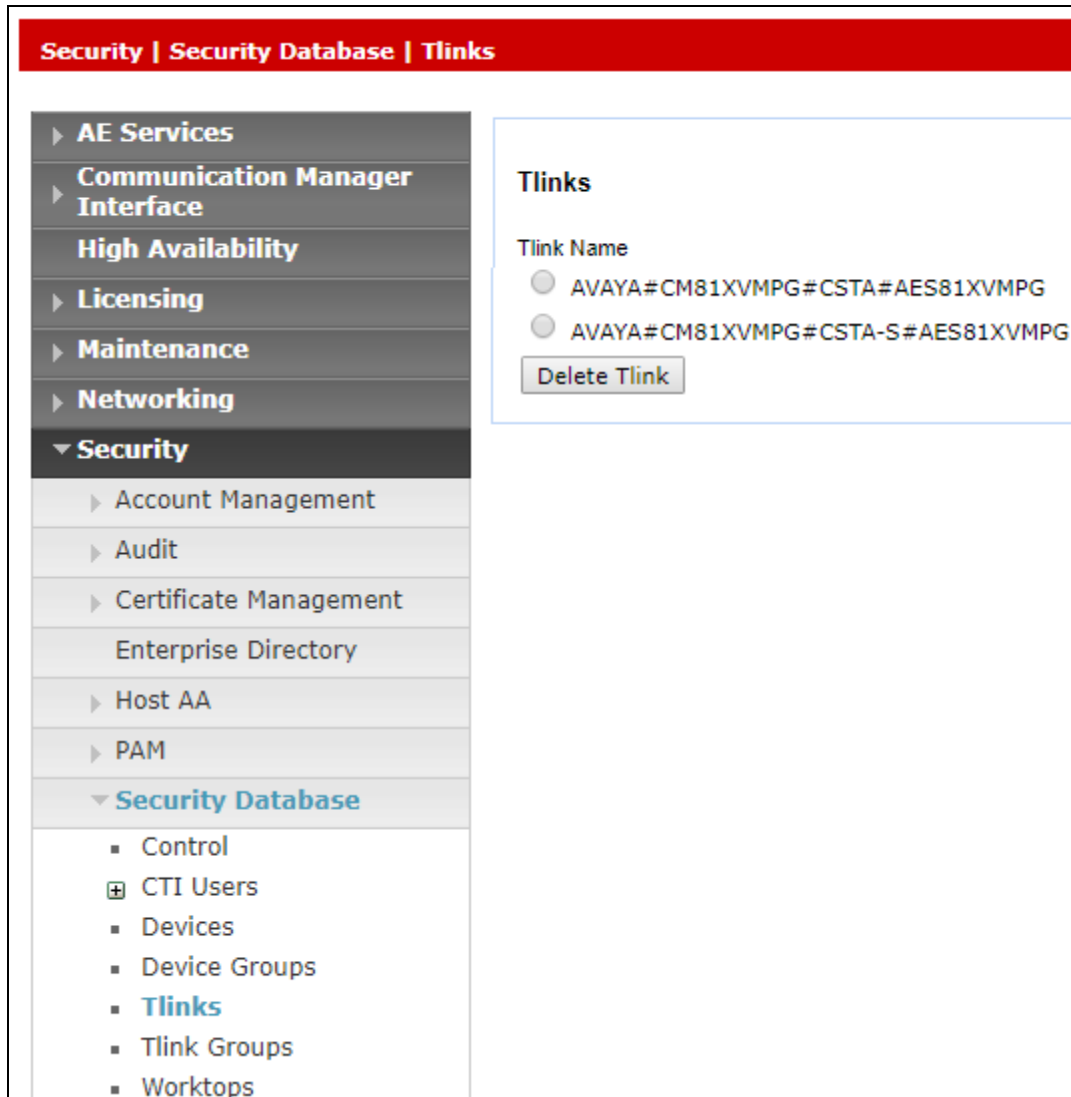 Security | Security Database | Tlinks
AE Services
Communication Manager
Interface
High Availability
Licensing
Maintenance
Networking
Security
Account Management
Audit
Certificate Management
Enterprise Directory
Host AA
PAM
Security Database
Control
CTI Users
Devices
Device Groups
Tlinks
Tlink Groups
Worktops
Tlinks
Tlink Name
AVAYA#CM81XVMPG#CSTA#AES81XVMPG
AVAYA#CM81XVMPG#CSTA-S#AES81XVMPG
Delete Tlink